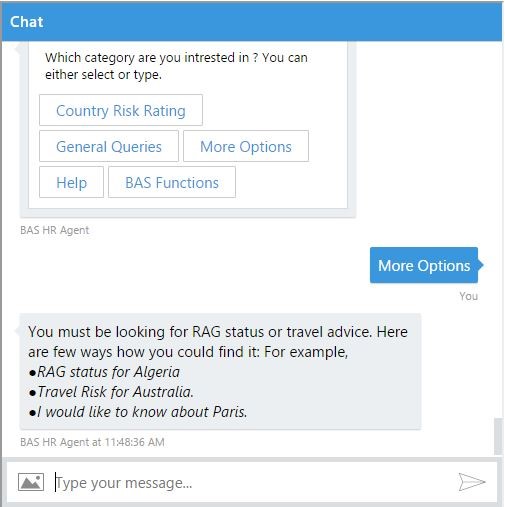 Chat
Which category are you intrested in ? You can
either select or type.
Country Risk Rating
General Queries
More Options
Help
BAS Functions
BAS HR Agent
More Options
You
You must be looking for RAG status or travel advice. Here
are few ways how you could find it: For example,
●RAG status for Algeria
●Travel Risk for Australia.
●I would like to know about Paris.
BAS HR Agent at 11:48:36 AM
Type your message...